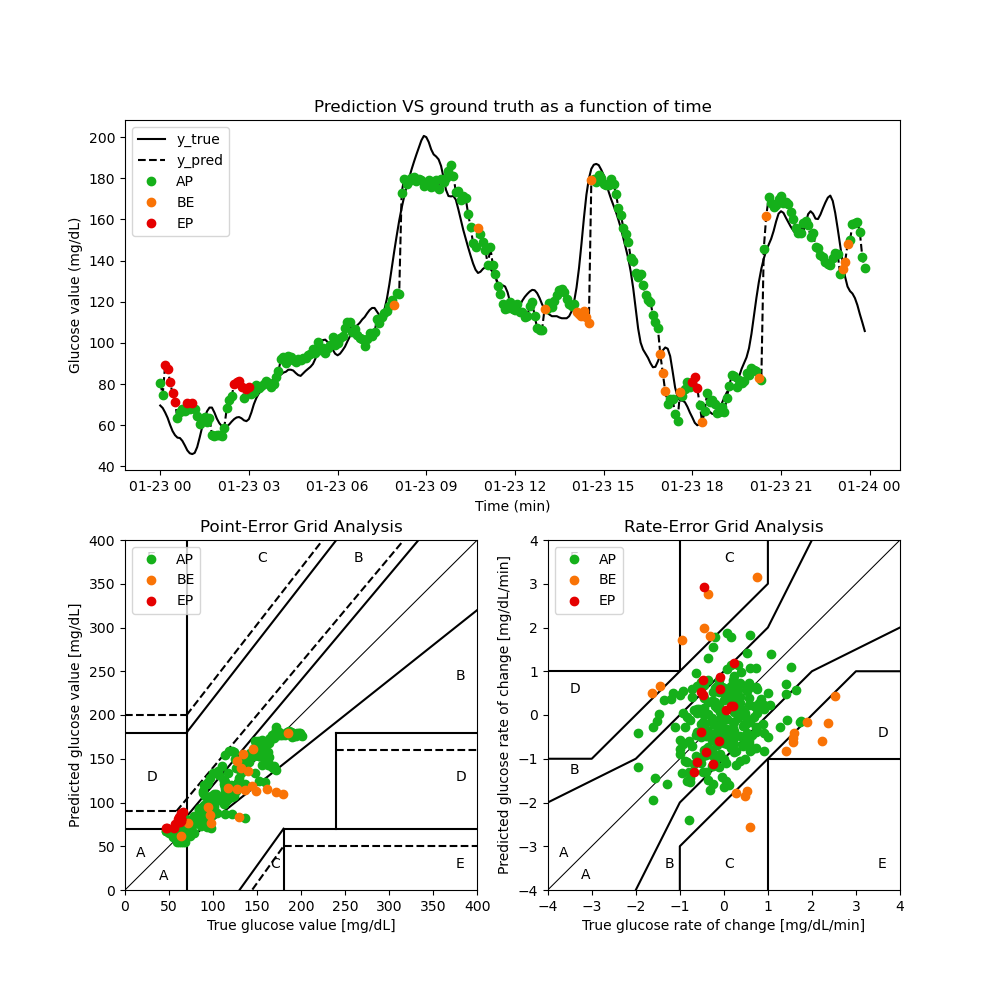 Prediction VS ground truth as a function of time
y_true
y_pred
AP
BE
EP
200
180
160
140
120
100
80
60
40
Glucose value (mg/dL)
01-23 00 01-23 03 01-23 06 01-23 09 01-23 12 01-23 15 01-23 18 01-23 21 01-24 00
Time (min)
Point-Error Grid Analysis
AP
BE
EP
C
B
B
D
D
A
A
C
E
400
350
300
250
200
150
100
50
0
Predicted glucose value [mg/dL]
0 50 100 150 200 250 300 350 400
True glucose value [mg/dL]
Rate-Error Grid Analysis
AP
BE
EP
C
D
D
B
A
A
B
C
E
4
3
2
1
0
−1
−2
−3
−4
Predicted glucose rate of change [mg/dL/min]
−4 −3 −2 −1 0 1 2 3 4
True glucose rate of change [mg/dL/min]